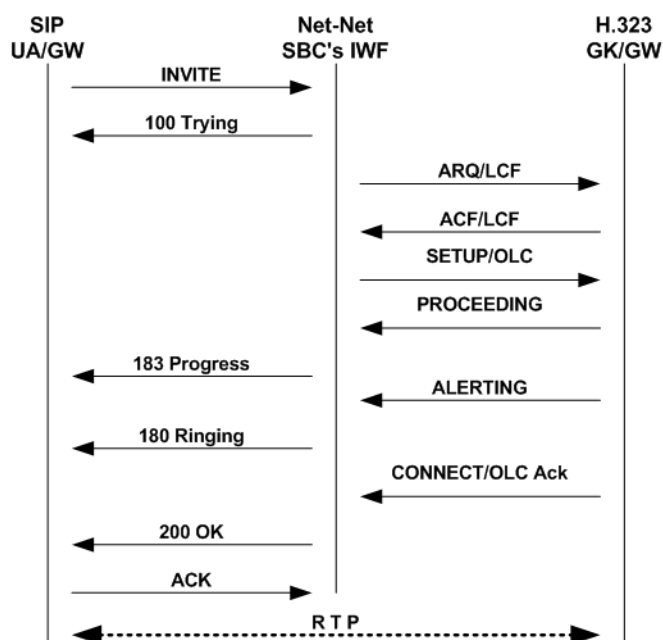 SIP
UA/GW
Net-Net
SBC's IWF
H.323
GK/GW
INVITE
100 Trying
ARQ/LCF
ACF/LCF
SETUP/OLC
PROCEEDING
183 Progress
ALERTING
180 Ringing
CONNECT/OLC Ack
200 OK
ACK
R T P